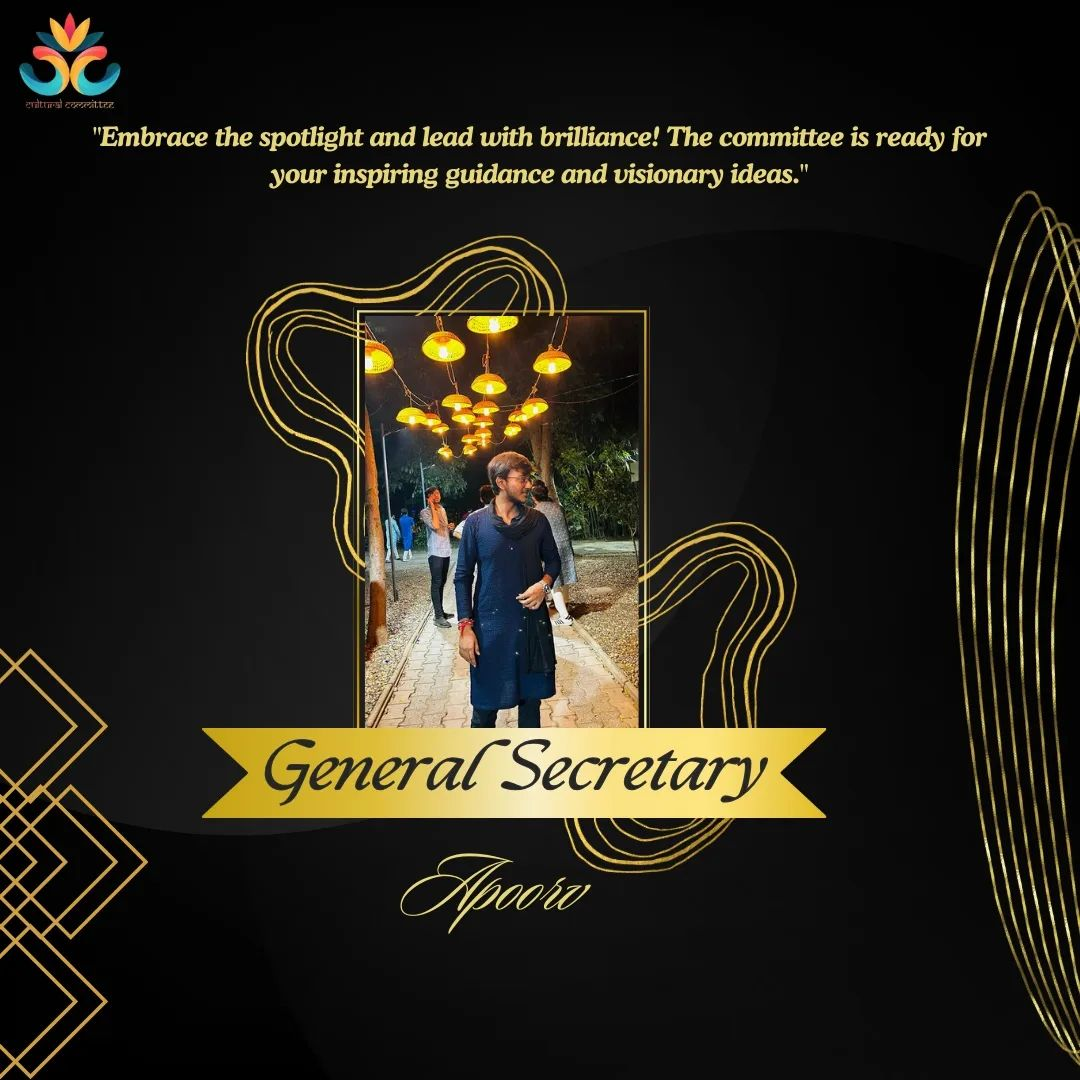 cultural committee
"Embrace the spotlight and lead with brilliance! The committee is ready for
your inspiring guidance and visionary ideas."
General Secretary
Apoorv